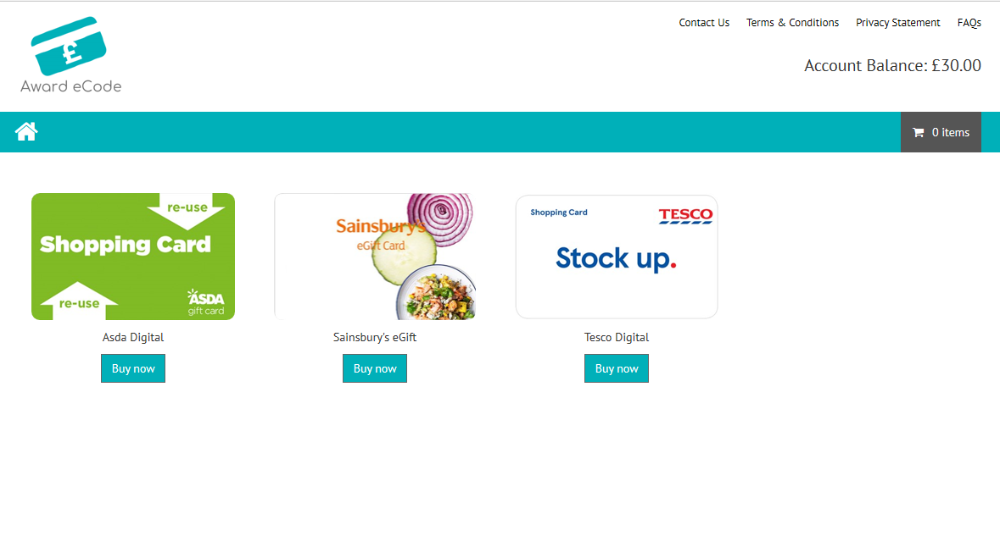 Contact Us Terms & Conditions Privacy Statement FAQs
£
Award eCode
Account Balance: £30.00
0 items
re-use
Shopping Card
re-use
ASDA
gift card
Sainsbury's
eGift Card
Shopping Card
TESCO
Stock up.
Asda Digital
Sainsbury's eGift
Tesco Digital
Buy now
Buy now
Buy now